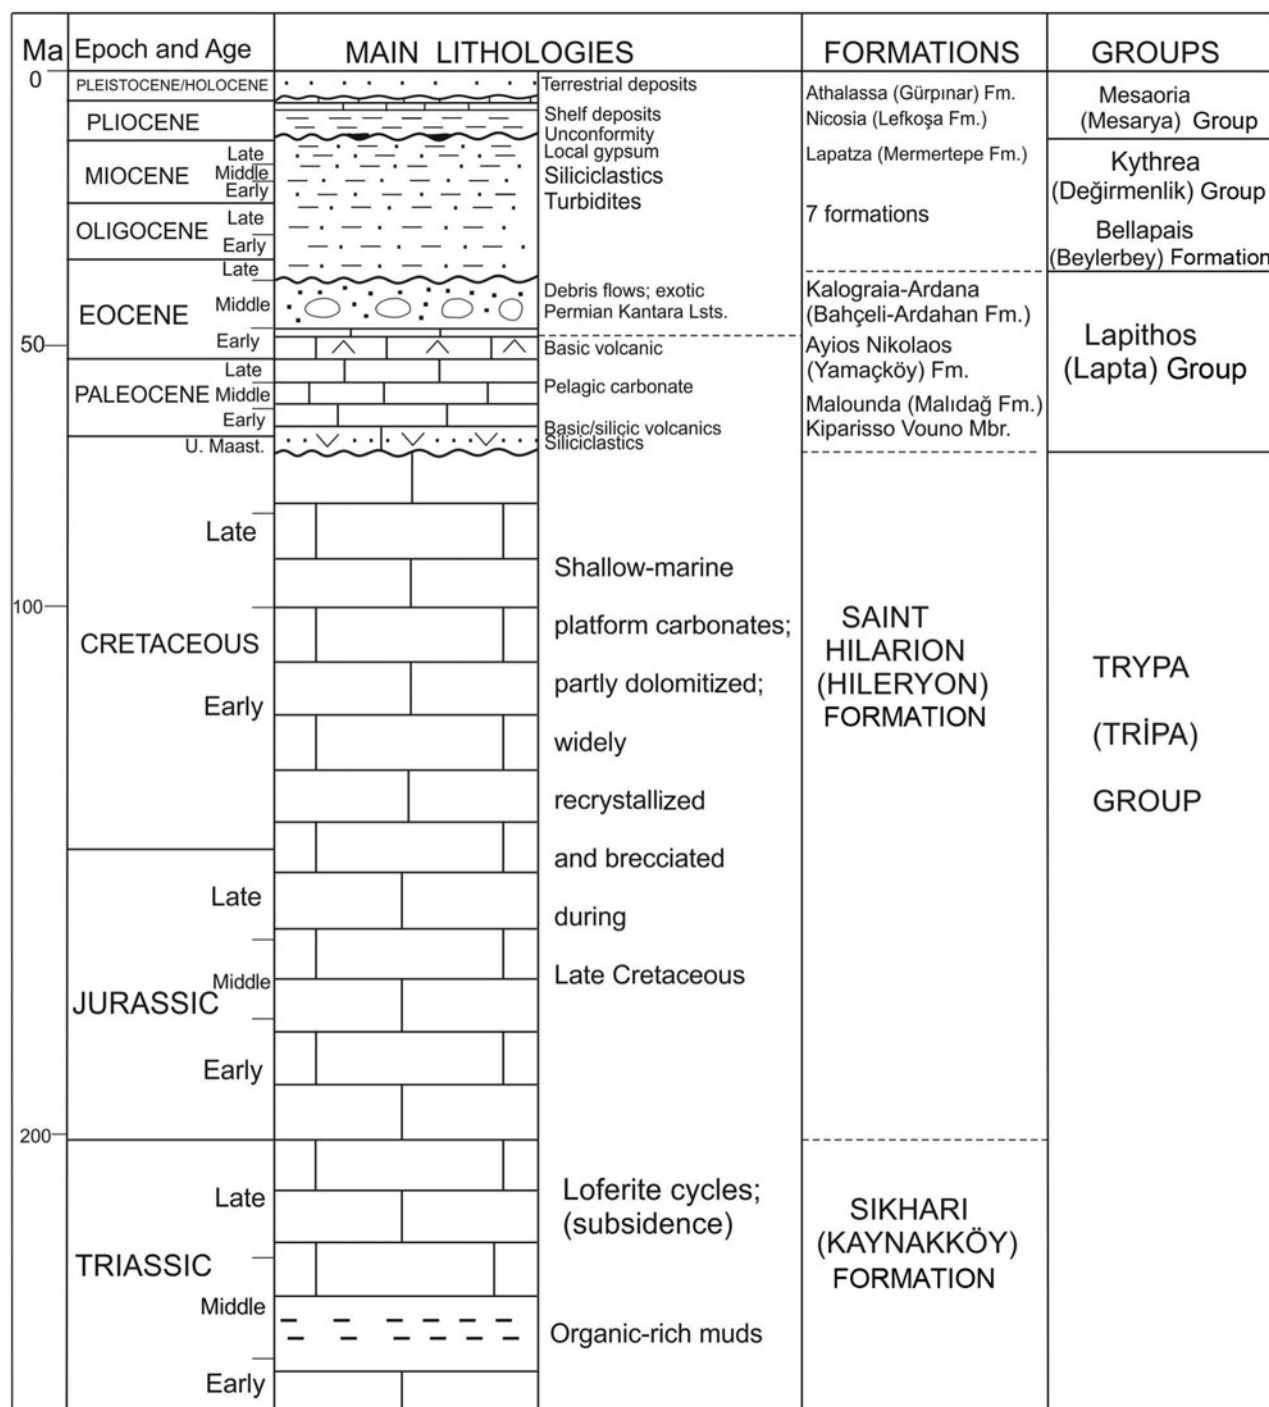 Ma
Epoch and Age
MAIN LITHOLOGIES
FORMATIONS
GROUPS
0
PLEISTOCENE/HOLOCENE
Terrestrial deposits
Athalassa (Gürpınar) Fm.
Mesaoria
PLIOCENE
Shelf deposits
Nicosia (Lefkoşa Fm.)
(Mesarya) Group
Unconformity
Late
Local gypsum
Lapatza (Mermertepe Fm.)
Kythrea
MIOCENE
Middle
Siliciclastics
(Değirmenlik) Group
Early
Turbidites
7 formations
OLIGOCENE
Late
Bellapais
Early
(Beylerbey) Formation
Late
EOCENE
Middle
Debris flows; exotic
Permian Kantara Lsts.
Kalograia-Ardana
(Bahçeli-Ardahan Fm.)
50
Early
Basic volcanic
Ayios Nikolaos
(Yamaçköy) Fm.
Lapithos
(Lapta) Group
Late
PALEOCENE
Middle
Pelagic carbonate
Malounda (Malıdağ Fm.)
Early
Basic/silicic volcanics
Kiparisso Vouno Mbr.
U. Maast.
Siliciclastics
Late
Shallow-marine
100
platform carbonates;
SAINT
HILARION
(HILERYON)
FORMATION
CRETACEOUS
TRYPA
(TRİPA)
GROUP
partly dolomitized;
Early
widely
recrystallized
and brecciated
Late
during
Late Cretaceous
Middle
JURASSIC
Early
200
Late
Loferite cycles;
(subsidence)
SIKHARI
(KAYNAKKÖY)
FORMATION
TRIASSIC
Middle
Organic-rich muds
Early